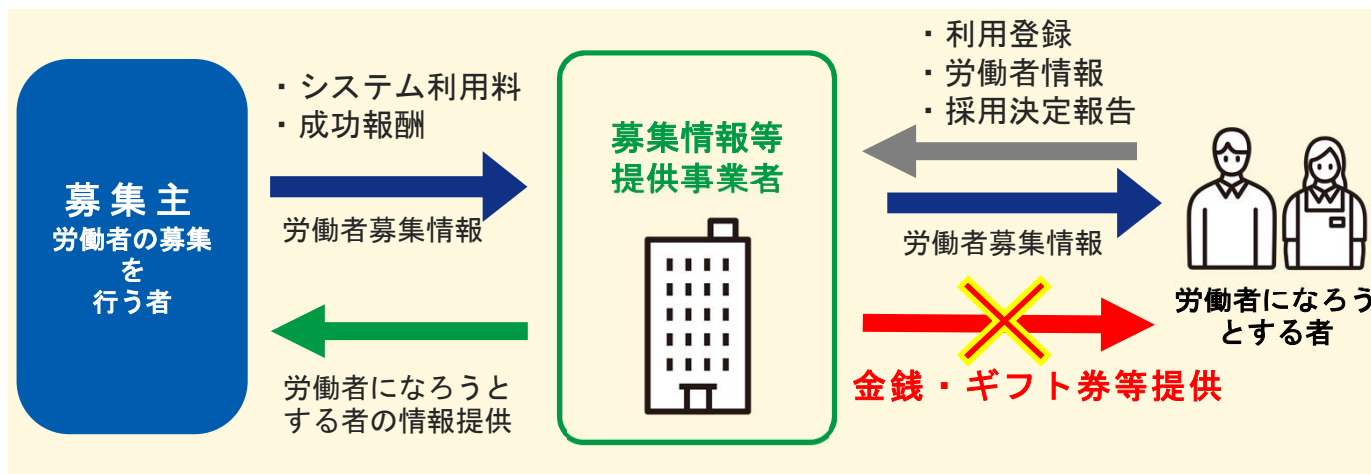 募集主
労働者の募集
を
行う者
・システム利用料
・成功報酬
労働者募集情報
労働者になろうと
する者の情報提供
募集情報等
提供事業者
・利用登録
・労働者情報
・採用決定報告
労働者募集情報
金銭・ギフト券等提供
労働者になろう
とする者